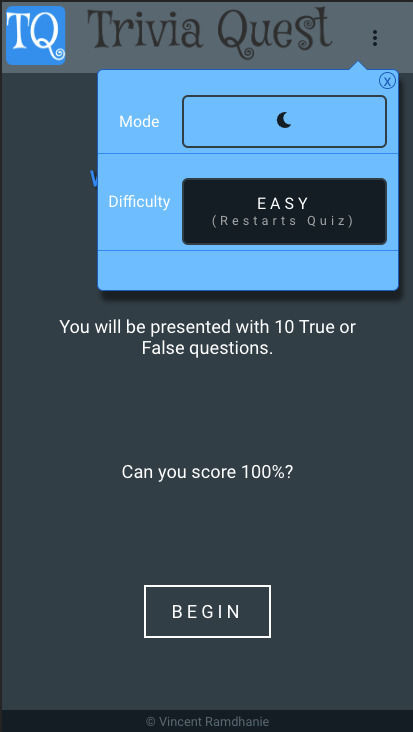 TQ
Trivia Quest
X
Mode
Difficulty
EASY
(Restarts Quiz)
You will be presented with 10 True or
False questions.
Can you score 100%?
BEGIN
© Vincent Ramdhanie